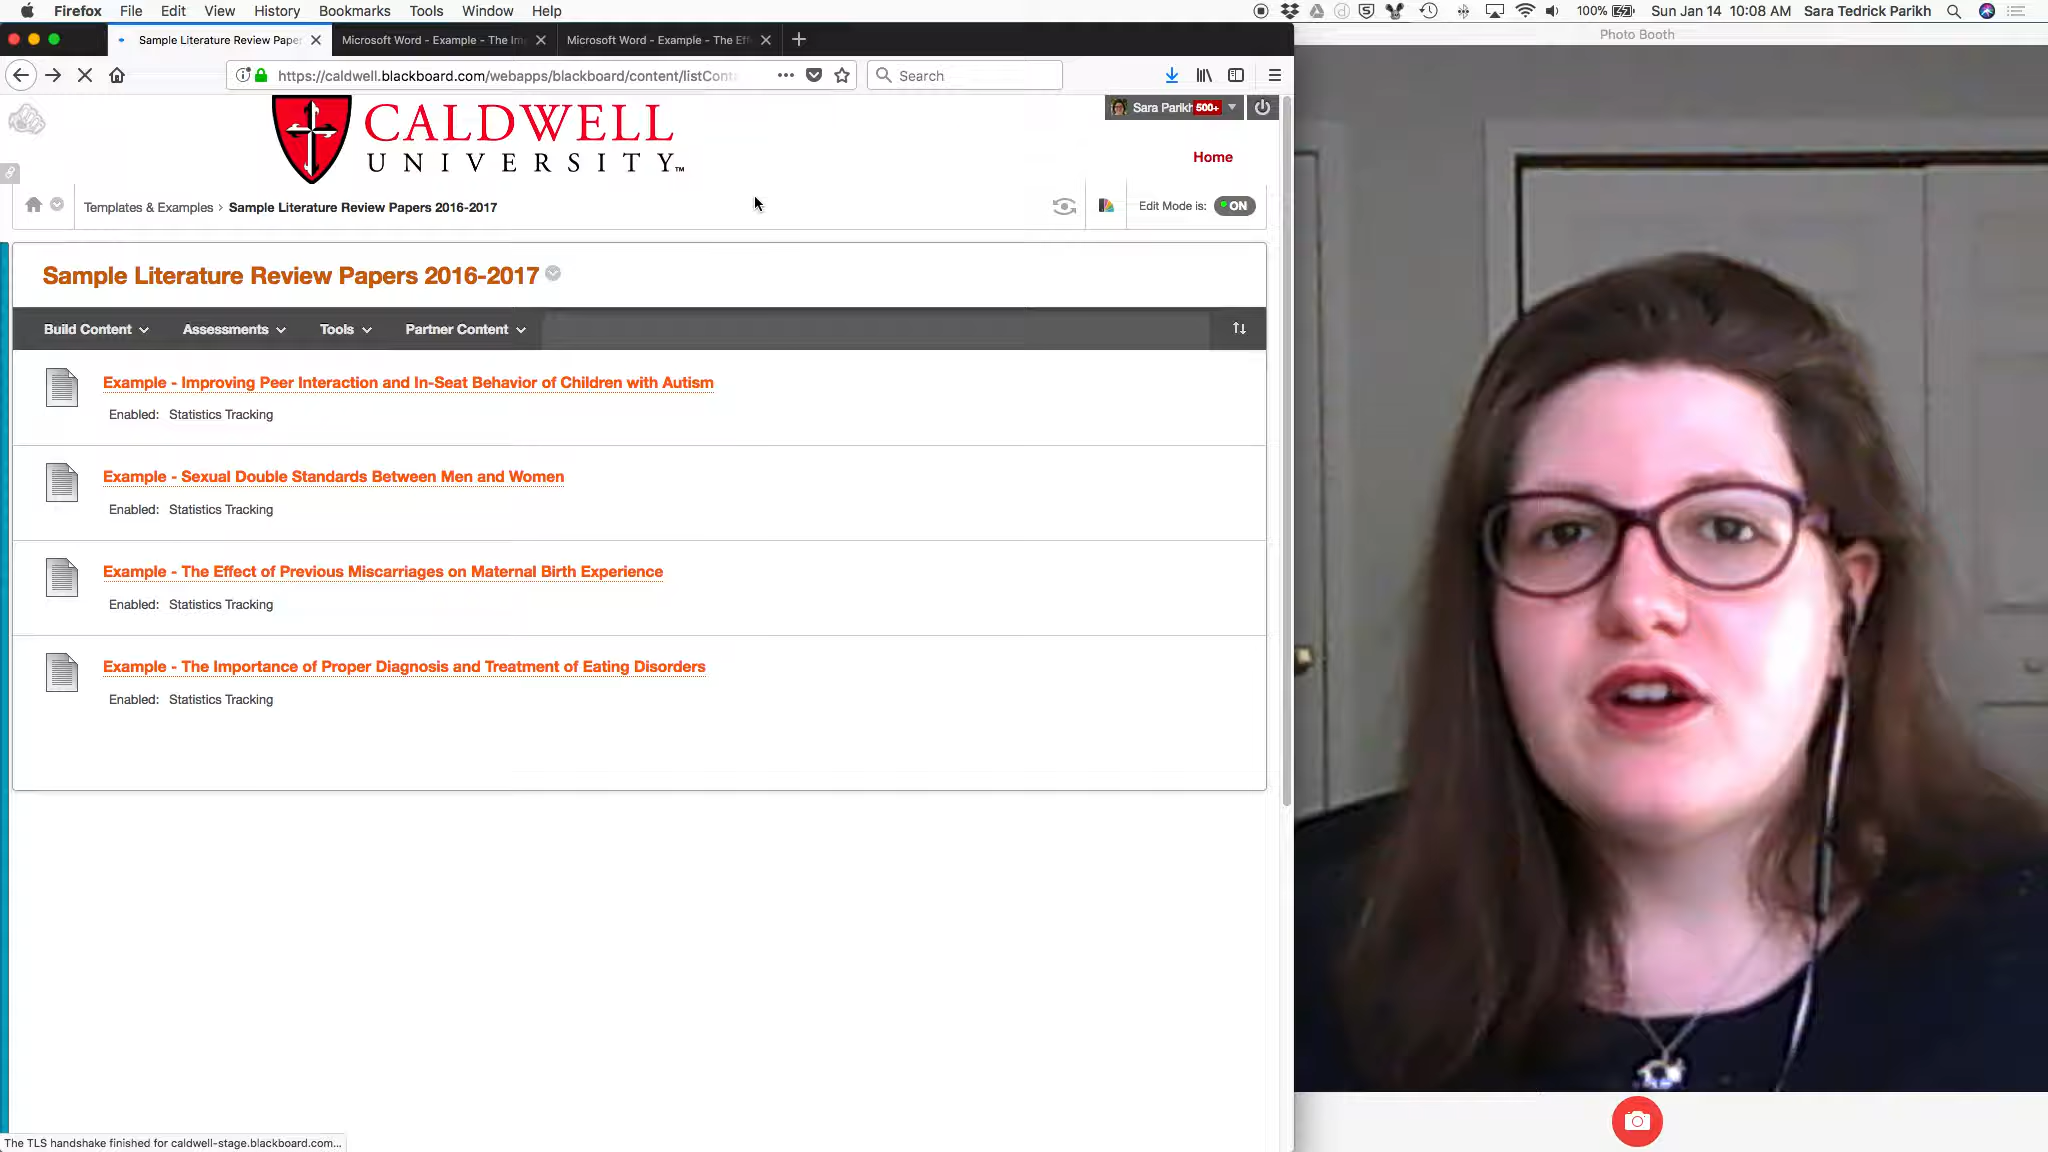 Firefox File Edit View History Bookmarks Tools Window Help 100% Sun Jan 14 10:08 AM Sara Tedrick Parikh
Photo Booth
Sample Literature Review Pape
Microsoft Word - Example - The Im
Microsoft Word - Example - The Eff
https://caldwell.blackboard.com/webapps/blackboard/content/listCont
Search
CALDWELL
UNIVERSITY™
Sara Parikh 500+
Home
Templates & Examples › Sample Literature Review Papers 2016-2017
Edit Mode is: ON
Sample Literature Review Papers 2016-2017
Build Content Assessments Tools Partner Content
Example - Improving Peer Interaction and In-Seat Behavior of Children with Autism
Enabled: Statistics Tracking
Example - Sexual Double Standards Between Men and Women
Enabled: Statistics Tracking
Example - The Effect of Previous Miscarriages on Maternal Birth Experience
Enabled: Statistics Tracking
Example - The Importance of Proper Diagnosis and Treatment of Eating Disorders
Enabled: Statistics Tracking
The TLS handshake finished for caldwell-stage.blackboard.com...